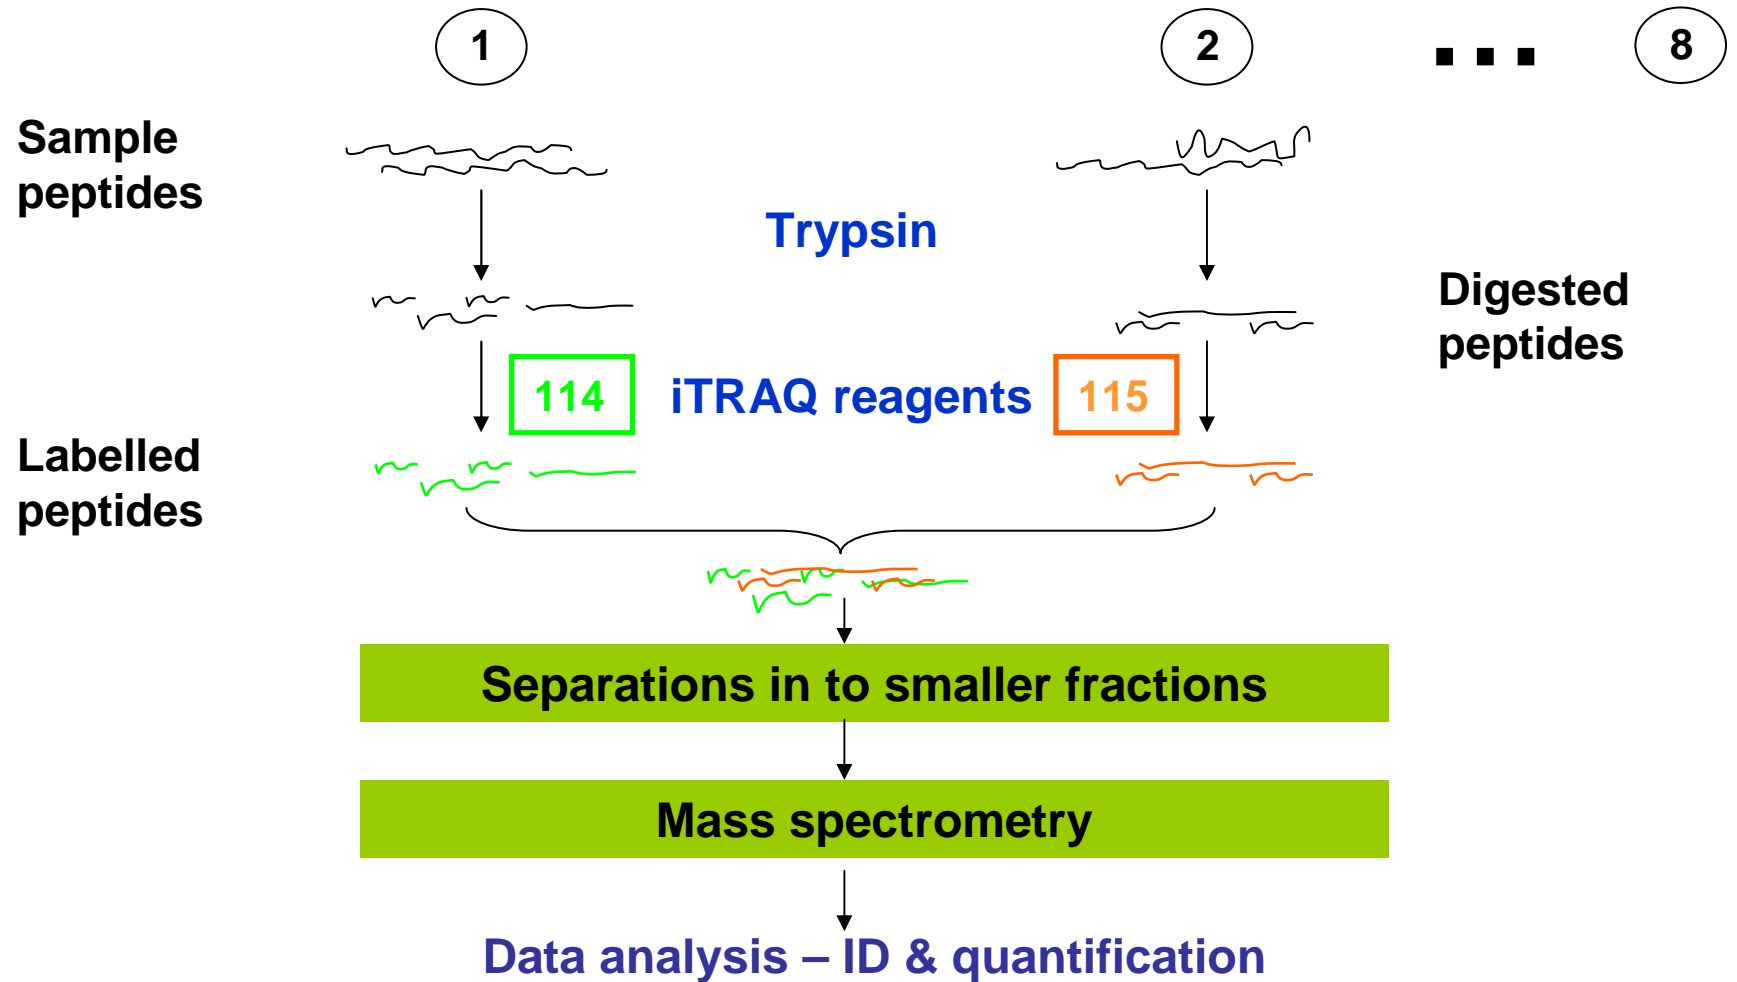 1
2
...
8
Sample
peptides
Trypsin
Digested
peptides
114
iTRAQ reagents
115
Labelled
peptides
Separations in to smaller fractions
Mass spectrometry
Data analysis – ID & quantification